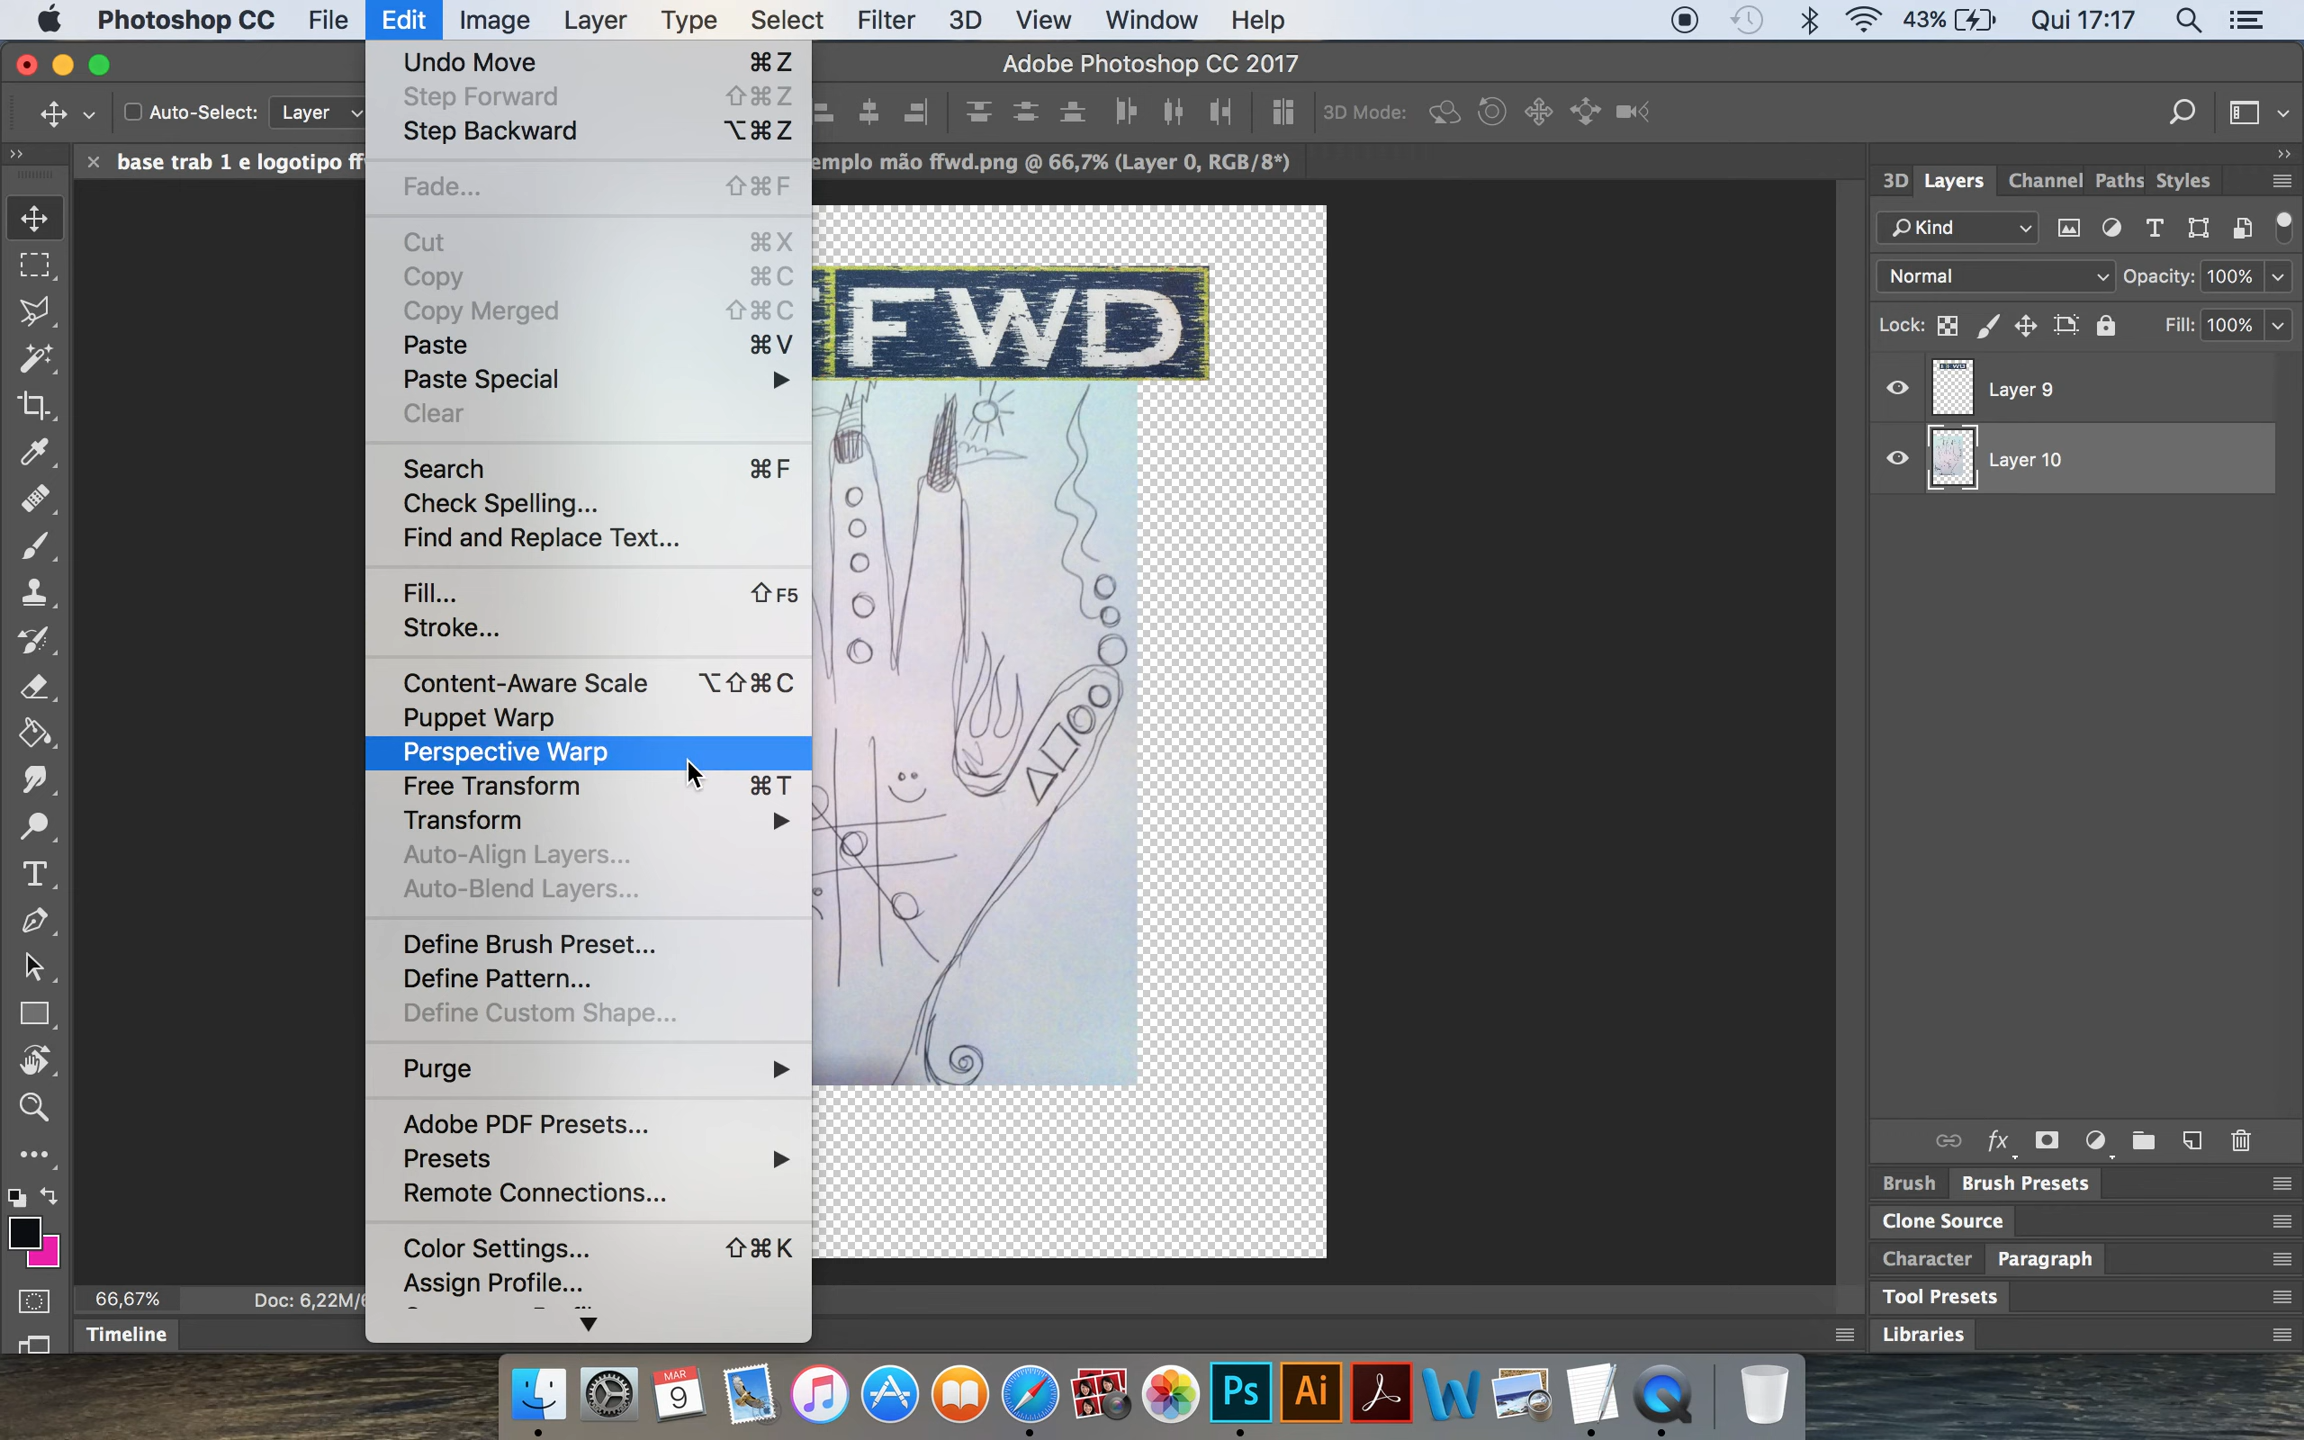 Photoshop CC File Edit Image Layer Type Select Filter 3D View Window Help 43% Qui 17:17
Adobe Photoshop CC 2017
Auto-Select: Layer 3D Mode:
base trab 1 e logotipo ff
emplo mão ffwd.png @ 66,7% (Layer 0, RGB/8*)
Undo Move ⌘Z
Step Forward ⇧⌘Z
Step Backward ⌥⌘Z
Fade... ⇧⌘F
Cut ⌘X
Copy ⌘C
Copy Merged ⇧⌘C
Paste ⌘V
Paste Special
Clear
Search ⌘F
Check Spelling...
Find and Replace Text...
Fill... ⇧F5
Stroke...
Content-Aware Scale ⌥⇧⌘C
Puppet Warp
Perspective Warp
Free Transform ⌘T
Transform
Auto-Align Layers...
Auto-Blend Layers...
Define Brush Preset...
Define Pattern...
Define Custom Shape...
Purge
Adobe PDF Presets...
Presets
Remote Connections...
Color Settings... ⇧⌘K
Assign Profile...
FWD
3D Layers Channel Paths Styles
Kind
Normal Opacity: 100%
Lock: Fill: 100%
Layer 9
Layer 10
Brush Brush Presets
Clone Source
Character Paragraph
Tool Presets
Libraries
66,67% Doc: 6,22M/
Timeline
MAR
9
Ps Ai